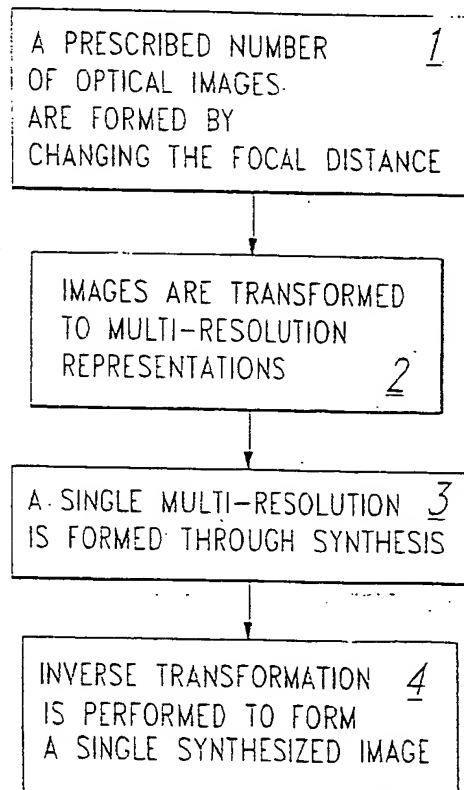 A PRESCRIBED NUMBER 1
OF OPTICAL IMAGES
ARE FORMED BY
CHANGING THE FOCAL DISTANCE
IMAGES ARE TRANSFORMED
TO MULTI-RESOLUTION
REPRESENTATIONS 2
A SINGLE MULTI-RESOLUTION 3
IS FORMED THROUGH SYNTHESIS
INVERSE TRANSFORMATION 4
IS PERFORMED TO FORM
A SINGLE SYNTHESIZED IMAGE